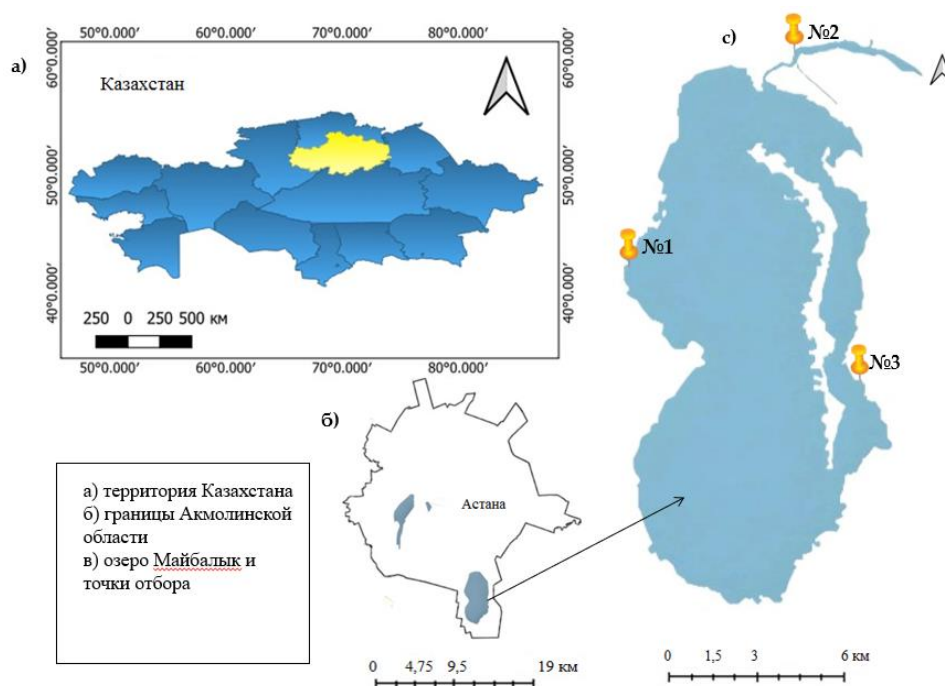 50°0.000′ 60°0.000′ 70°0.000′ 80°0.000′
с)
№2
а)
Казахстан
60°0.000′
60°0.000′
50°0.000′
50°0.000′
40°0.000′
40°0.000′
250 0 250 500 км
50°0.000′ 60°0.000′ 70°0.000′ 80°0.000′
№1
№3
б)
Астана
а) территория Казахстана
б) границы Акмолинской
области
в) озеро Майбалык и
точки отбора
0 4,75 9,5 19 км
0 1,5 3 6 км